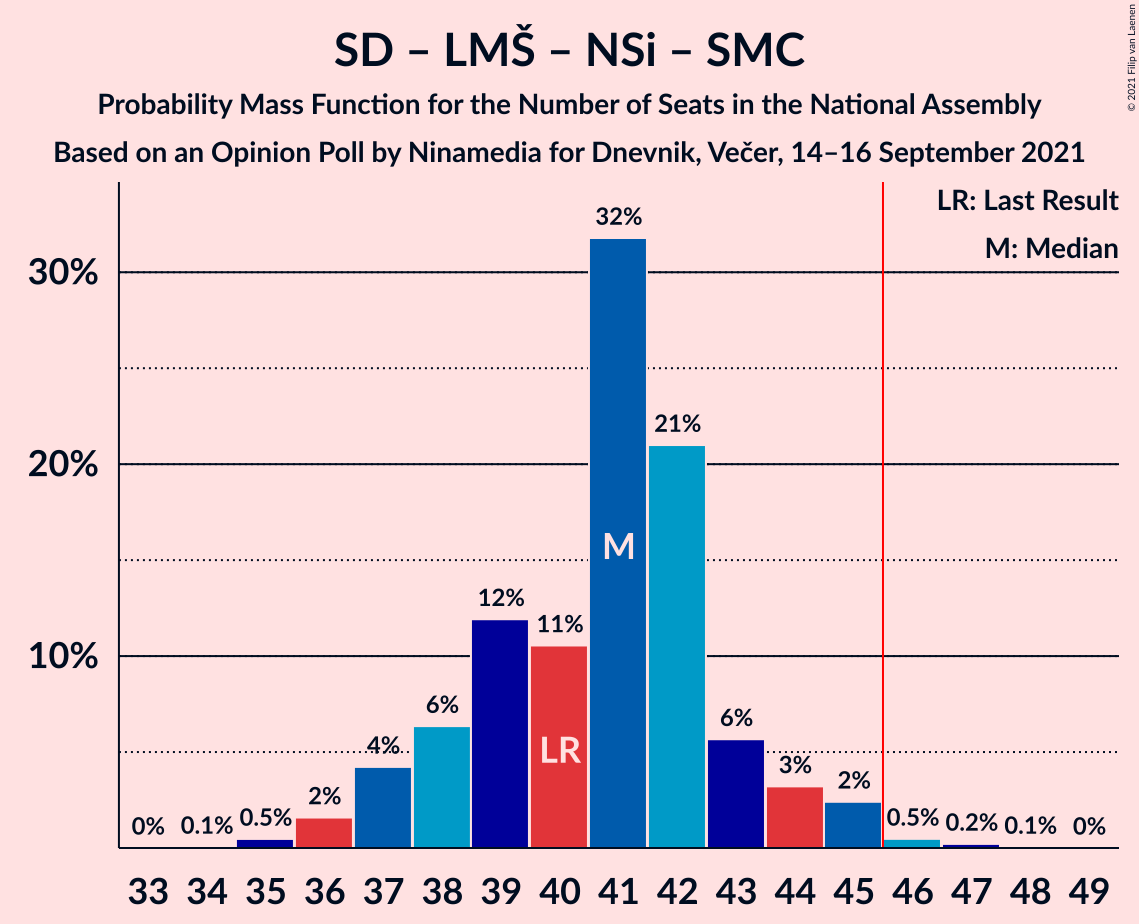 SD – LMŠ – NSi – SMC
Probability Mass Function for the Number of Seats in the National Assembly
Based on an Opinion Poll by Ninamedia for Dnevnik, Večer, 14–16 September 2021
© 2021 Filip van Laenen
LR: Last Result
M: Median
30%
20%
10%
0% 0.1% 0.5% 2% 4% 6% 12% 11% 32% 21% 6% 3% 2% 0.5% 0.2% 0.1% 0%
M
LR
33 34 35 36 37 38 39 40 41 42 43 44 45 46 47 48 49